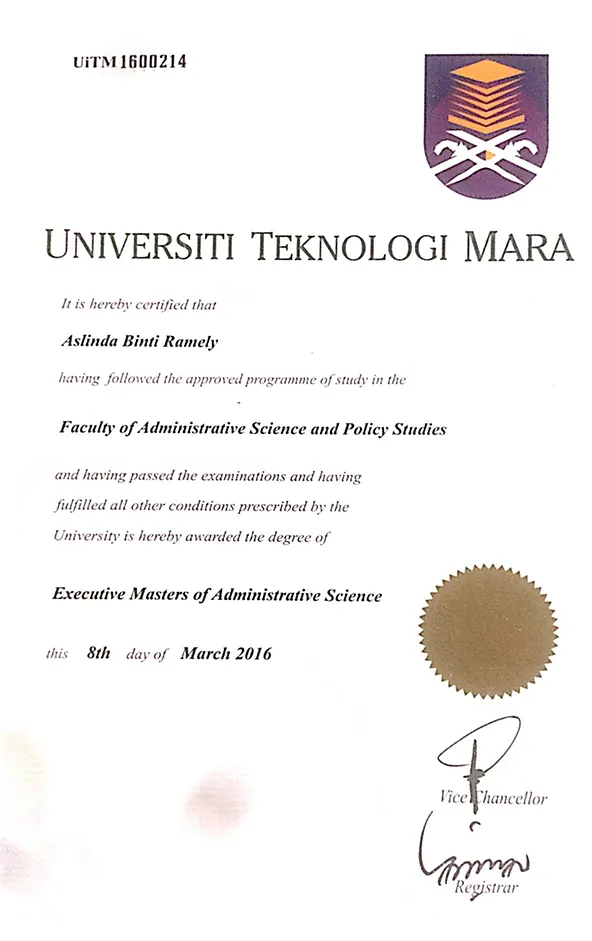 UiTM 1600214
UNIVERSITI TEKNOLOGI MARA
It is hereby certified that
Aslinda Binti Ramely
having followed the approved programme of study in the
Faculty of Administrative Science and Policy Studies
and having passed the examinations and having
fulfilled all other conditions prescribed by the
University is hereby awarded the degree of
Executive Masters of Administrative Science
this 8th day of March 2016
Vice Chancellor
Registrar